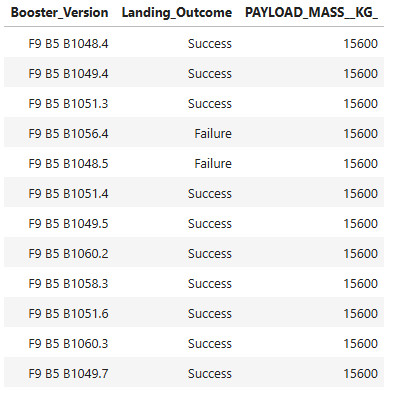 Booster_Version Landing_Outcome PAYLOAD_MASS__KG_
F9 B5 B1048.4 Success 15600
F9 B5 B1049.4 Success 15600
F9 B5 B1051.3 Success 15600
F9 B5 B1056.4 Failure 15600
F9 B5 B1048.5 Failure 15600
F9 B5 B1051.4 Success 15600
F9 B5 B1049.5 Success 15600
F9 B5 B1060.2 Success 15600
F9 B5 B1058.3 Success 15600
F9 B5 B1051.6 Success 15600
F9 B5 B1060.3 Success 15600
F9 B5 B1049.7 Success 15600